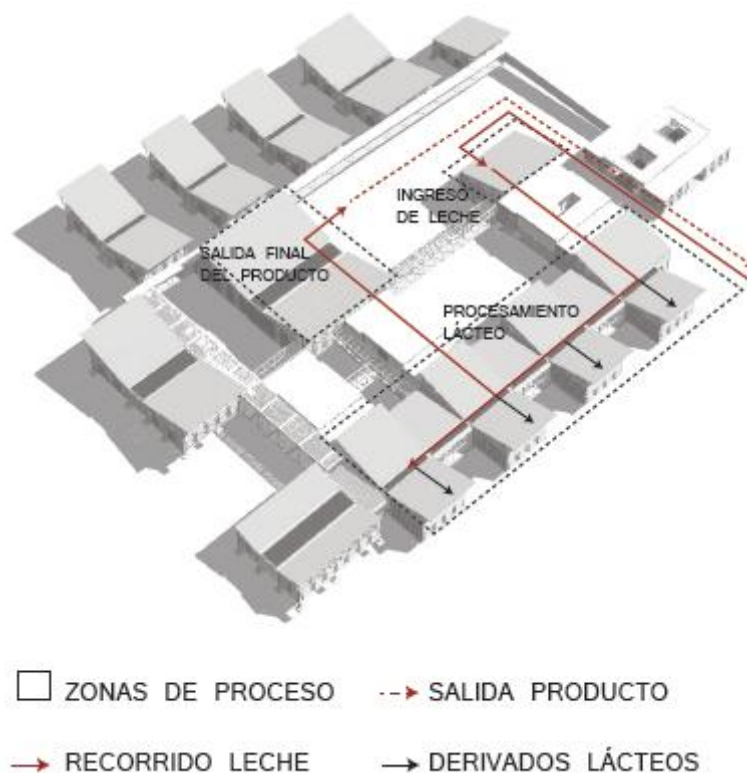 INGRESO
DE LECHE
SALIDA FINAL
DEL PRODUCTO
PROCESAMIENTO
LÁCTEO
ZONAS DE PROCESO
SALIDA PRODUCTO
RECORRIDO LECHE
DERIVADOS LÁCTEOS